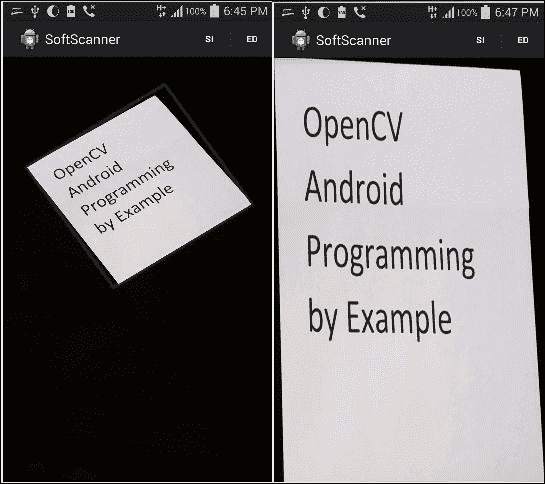 H+ 100% 6:45 PM
SoftScanner SI ED
OpenCV
Android
Programming
by Example
H+ 100% 6:47 PM
SoftScanner SI ED
OpenCV
Android
Programming
by Example